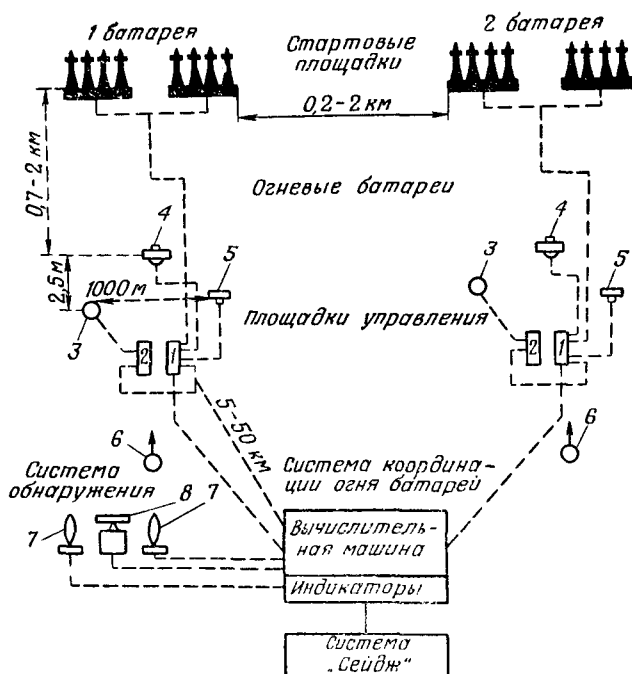 1 батарея
2 батарея
Стартовые
площадки
0,2-2 км
0,7-2 км
Огневые батареи
4
4
5
5
3
3
2,5м
1000 м
Площадки управления
2
1
2
1
5-50 км
6
6
Система
обнаружения
8
7
7
Система координа-
ции огня батарей
Вычислитель-
ная машина
Индикаторы
Система
„Сейдж"